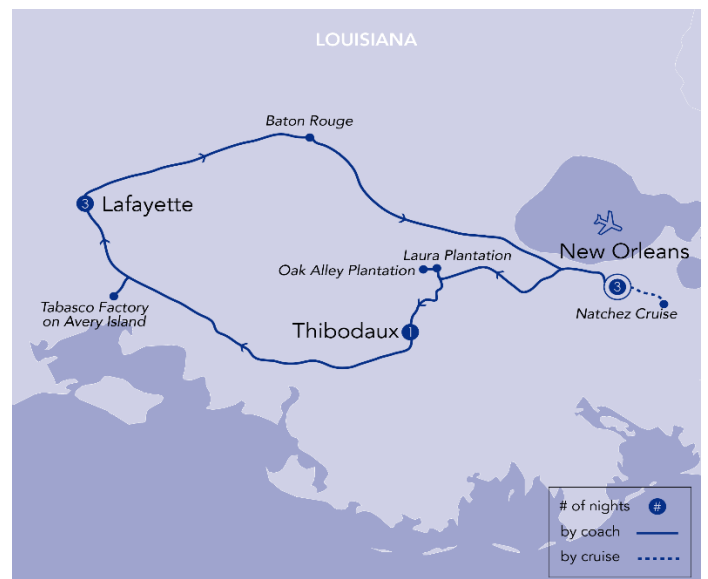 LOUISIANA
Baton Rouge
3
Lafayette
Laura Plantation
Oak Alley Plantation
New Orleans
3
Natchez Cruise
Tabasco Factory
on Avery Island
Thibodaux
1
# of nights #
by coach
by cruise